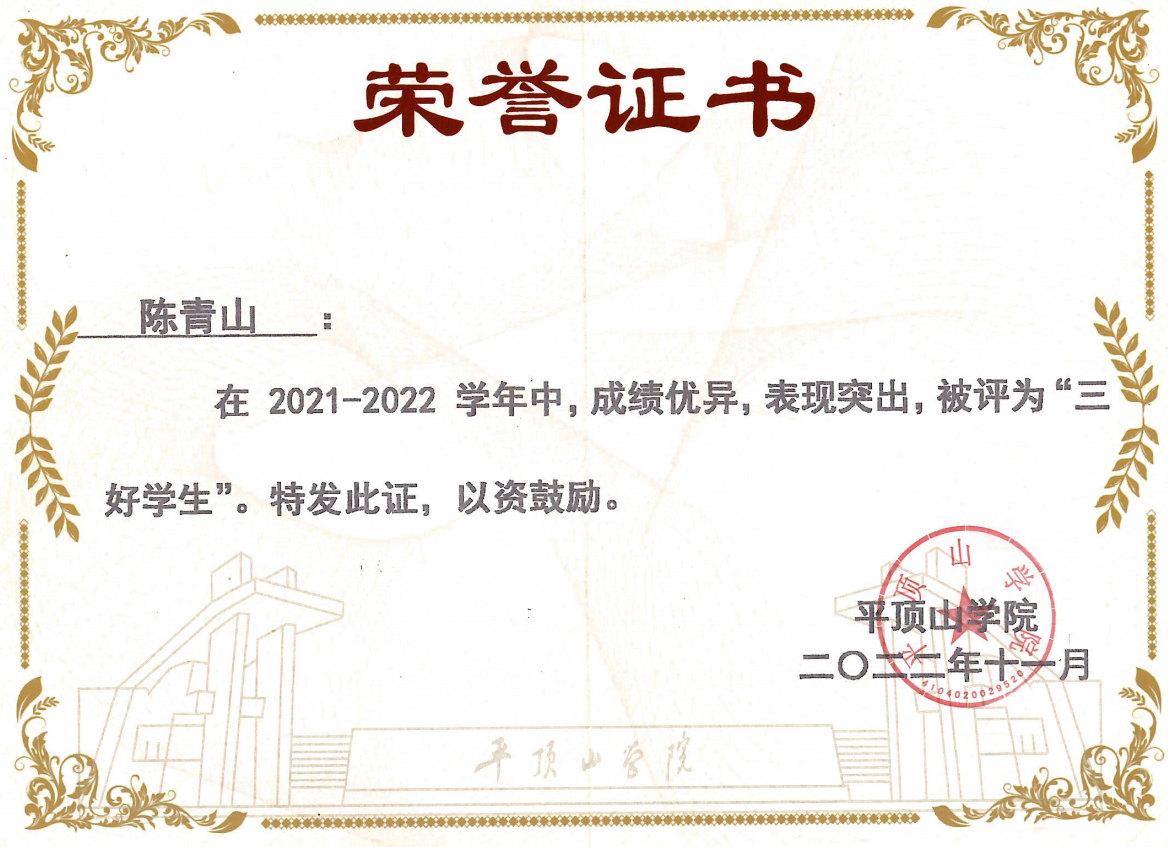 荣誉证书
陈青山：
在 2021-2022 学年中，成绩优异，表现突出，被评为“三
好学生”。特发此证，以资鼓励。
平顶山学院
平顶山学院
二〇二二年十一月
4104020029520
平顶山学院